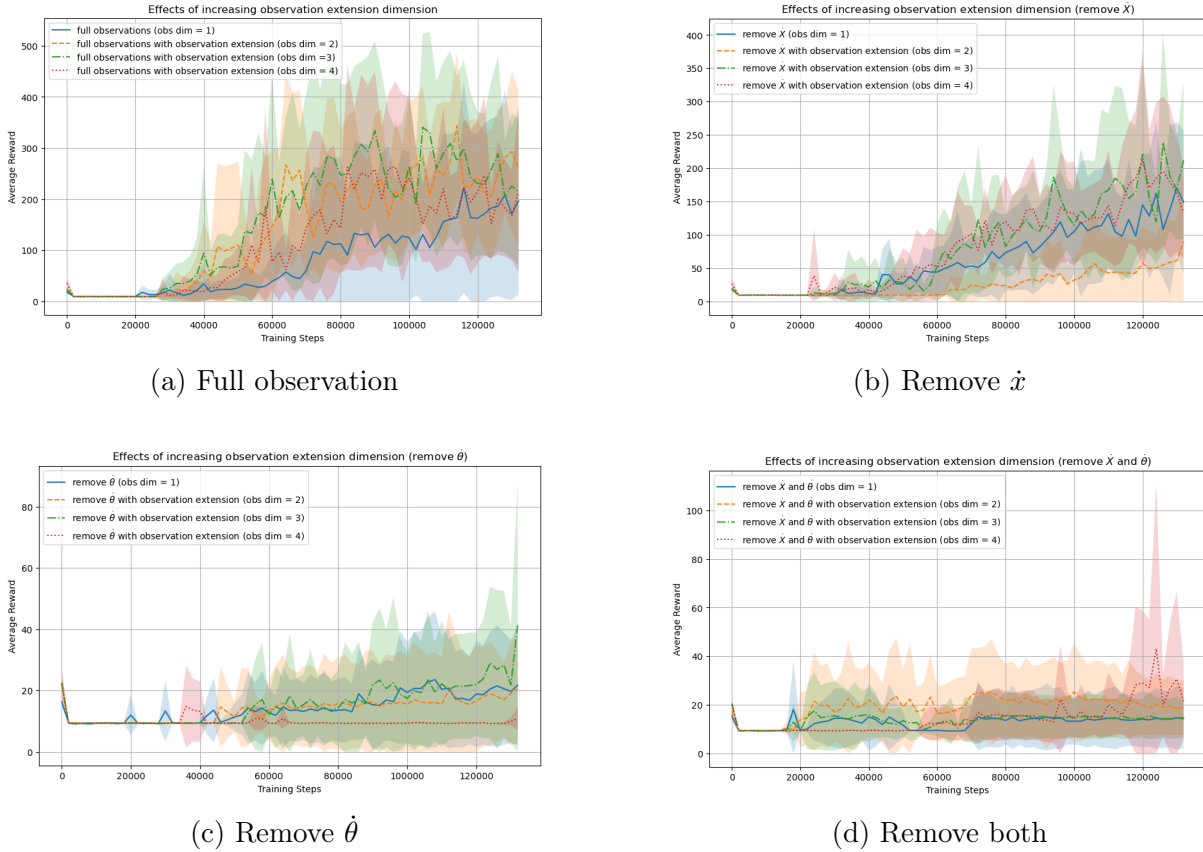 Effects of increasing observation extension dimension
full observations (obs dim = 1)
full observations with observation extension (obs dim = 2)
full observations with observation extension (obs dim =3)
full observations with observation extension (obs dim = 4)
500
400
300
200
100
0
Average Reward
0 20000 40000 60000 80000 100000 120000
Training Steps
(a) Full observation
Effects of increasing observation extension dimension (remove Ẋ)
remove Ẋ (obs dim = 1)
remove Ẋ with observation extension (obs dim = 2)
remove Ẋ with observation extension (obs dim = 3)
remove Ẋ with observation extension (obs dim = 4)
400
350
300
250
200
150
100
50
0
Average Reward
0 20000 40000 60000 80000 100000 120000
Training Steps
(b) Remove ẋ
Effects of increasing observation extension dimension (remove θ̇)
remove θ̇ (obs dim = 1)
remove θ̇ with observation extension (obs dim = 2)
remove θ̇ with observation extension (obs dim = 3)
remove θ̇ with observation extension (obs dim = 4)
80
60
40
20
0
Average Reward
0 20000 40000 60000 80000 100000 120000
Training Steps
(c) Remove θ̇
Effects of increasing observation extension dimension (remove Ẋ and θ̇)
remove Ẋ and θ̇ (obs dim = 1)
remove Ẋ and θ̇ with observation extension (obs dim = 2)
remove Ẋ and θ̇ with observation extension (obs dim = 3)
remove Ẋ and θ̇ with observation extension (obs dim = 4)
120
100
80
60
40
20
0
Average Reward
0 20000 40000 60000 80000 100000 120000
Training Steps
(d) Remove both